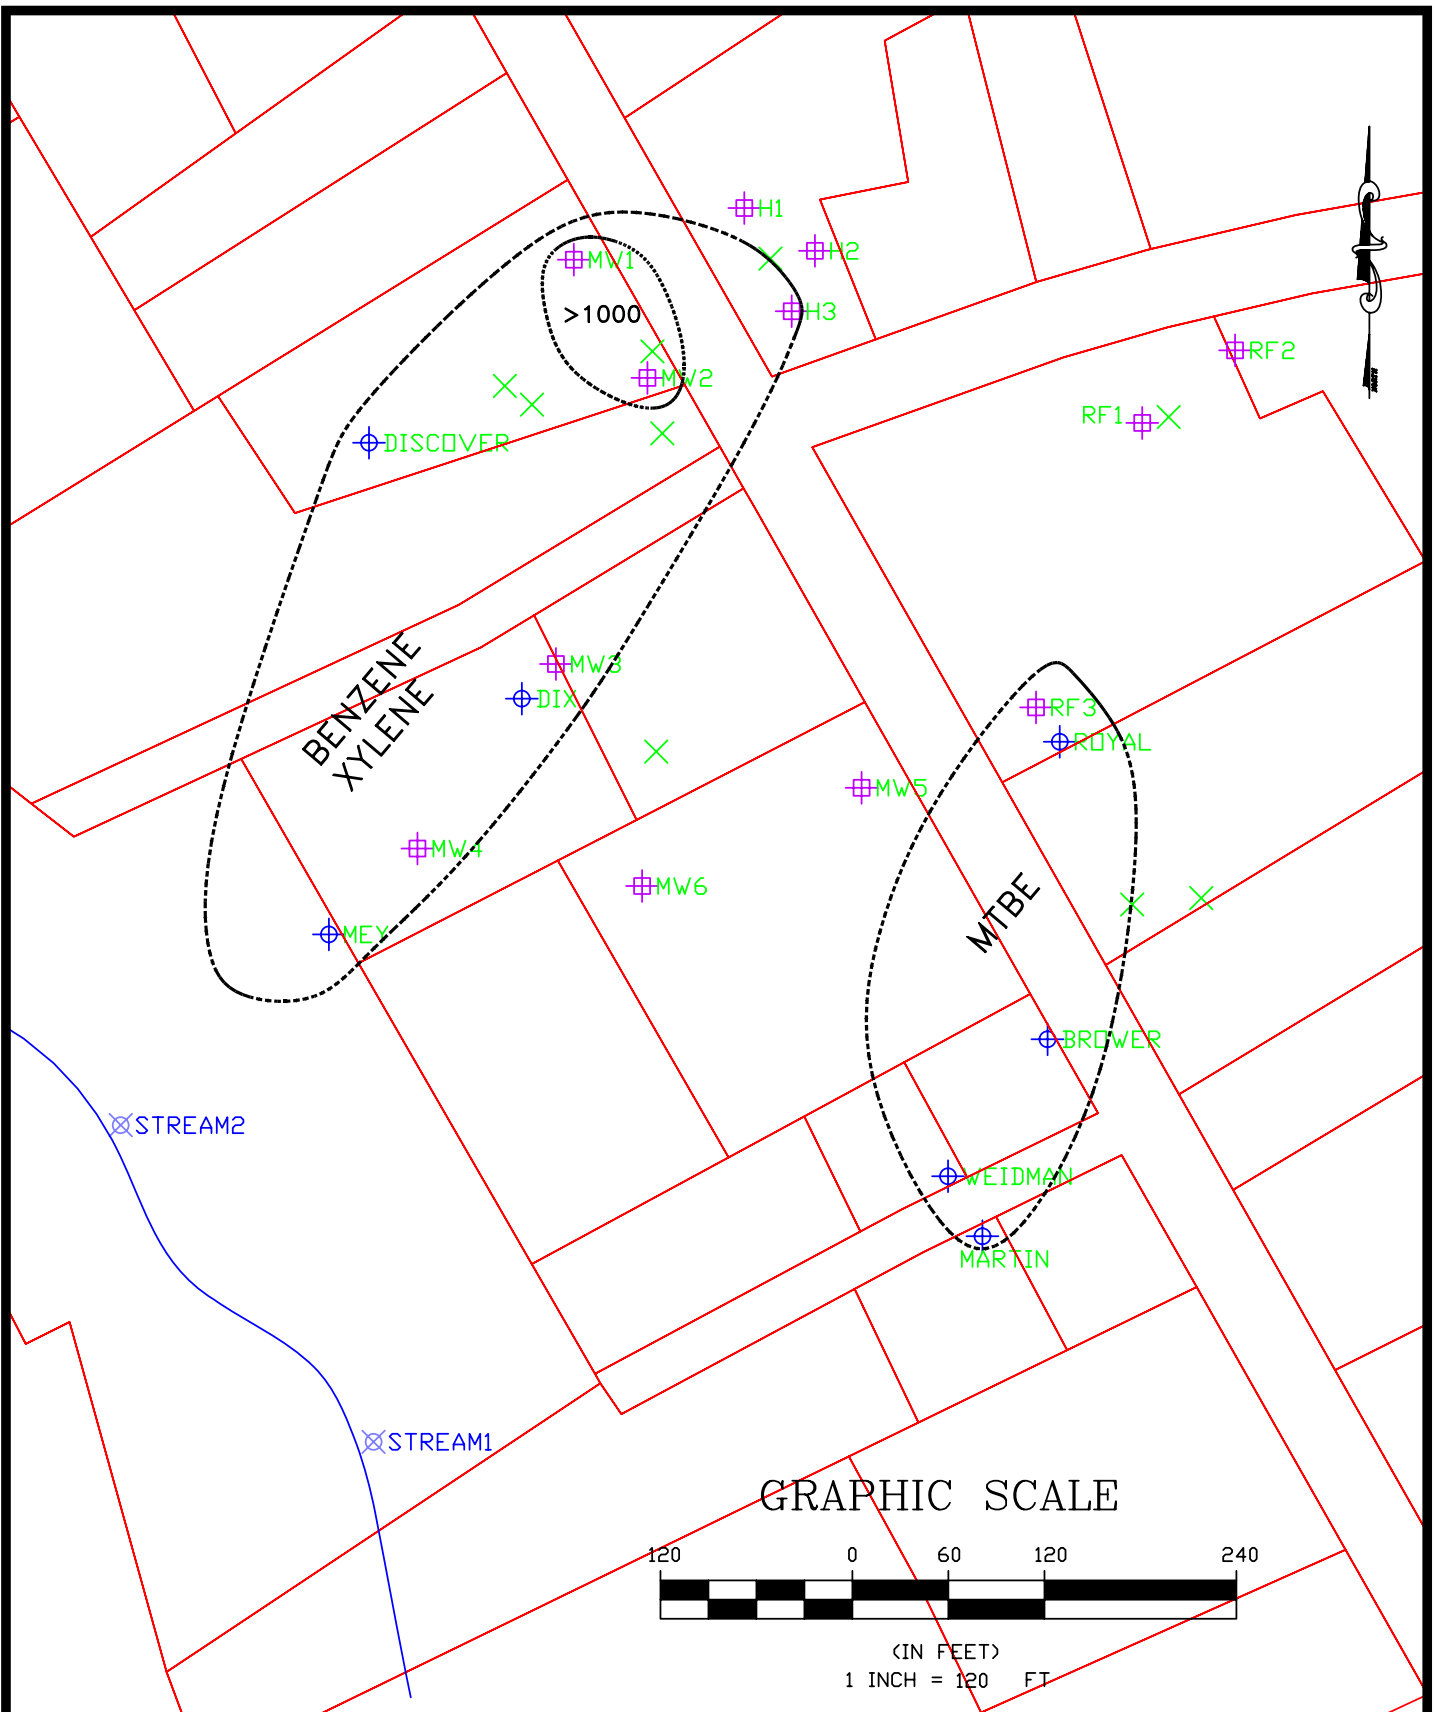 H1
H2
MW1
>1000
H3
RF2
MW2
RF1
DISCOVER
BENZENE
XYLENE
MW3
DIX
RF3
ROYAL
MW5
MW4
MW6
MTBE
MEY
BROWER
STREAM2
WEIDMAN
MARTIN
STREAM1
GRAPHIC SCALE
120 0 60 120 240
(IN FEET)
1 INCH = 120 FT